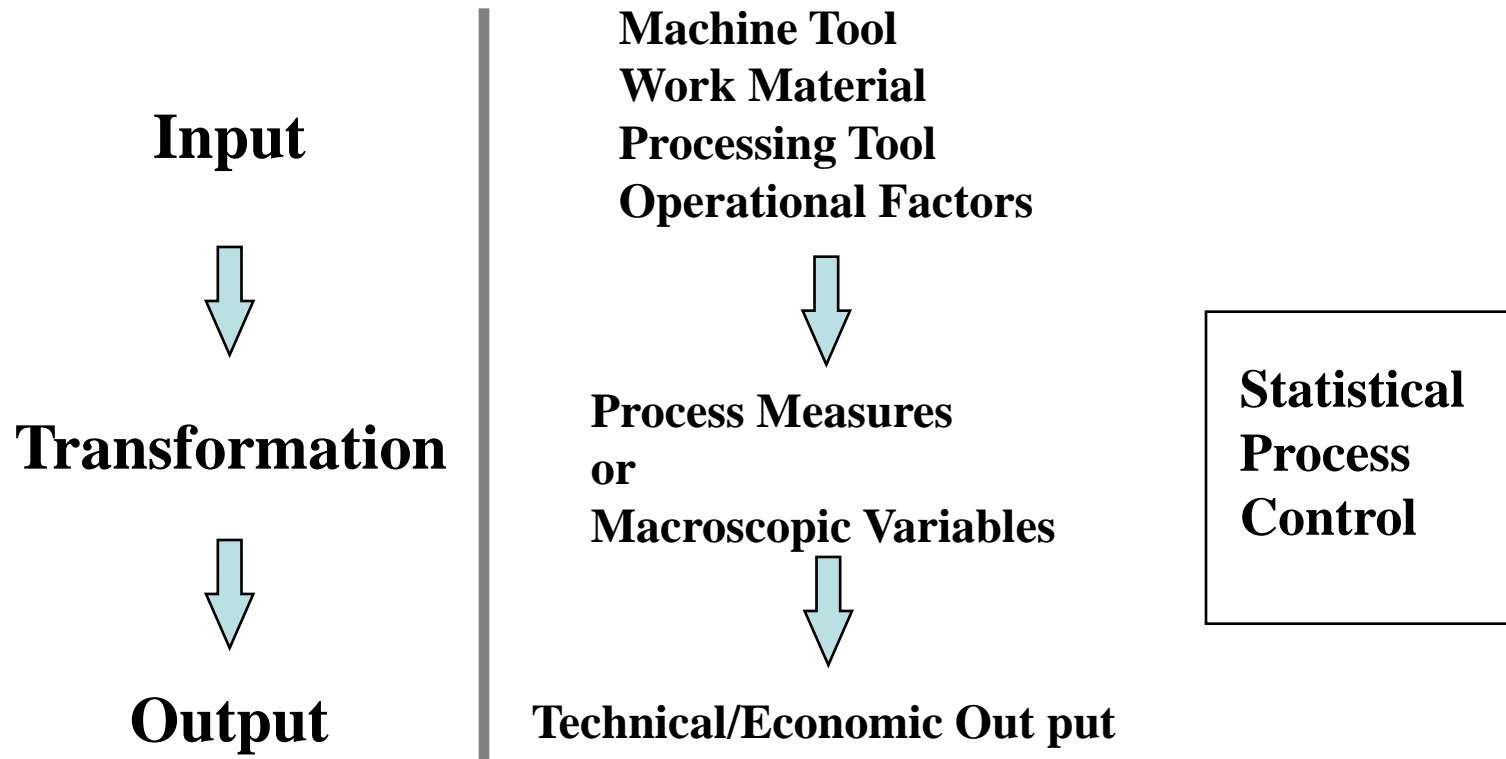 Input
Transformation
Output
Machine Tool
Work Material
Processing Tool
Operational Factors
Process Measures
or
Macroscopic Variables
Technical/Economic Out put
Statistical
Process
Control